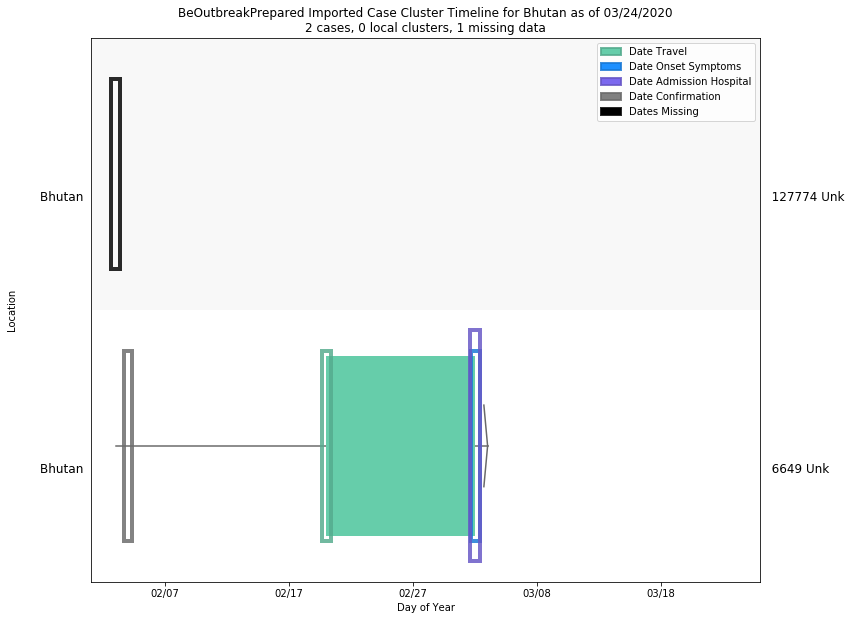 BeOutbreakPrepared Imported Case Cluster Timeline for Bhutan as of 03/24/2020
2 cases, 0 local clusters, 1 missing data
Date Travel
Date Onset Symptoms
Date Admission Hospital
Date Confirmation
Dates Missing
Bhutan
127774 Unk
Location
Bhutan
6649 Unk
02/07 02/17 02/27 03/08 03/18
Day of Year